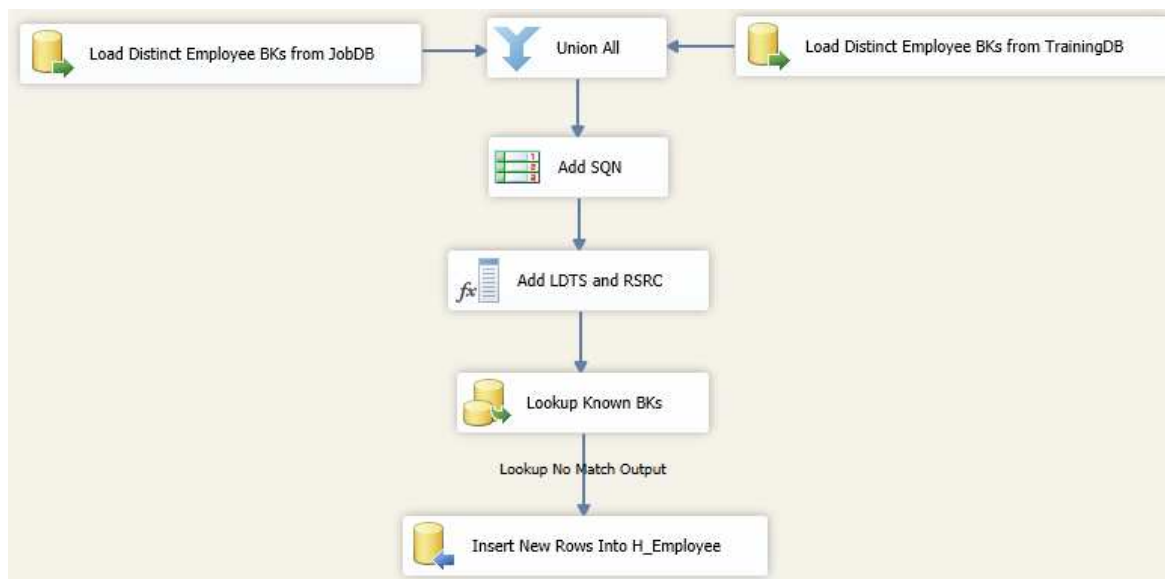 Load Distinct Employee BKs from JobDB
Union All
Load Distinct Employee BKs from TrainingDB
Add SQN
Add LDTS and RSRC
fx
Lookup Known BKs
Lookup No Match Output
Insert New Rows Into H_Employee